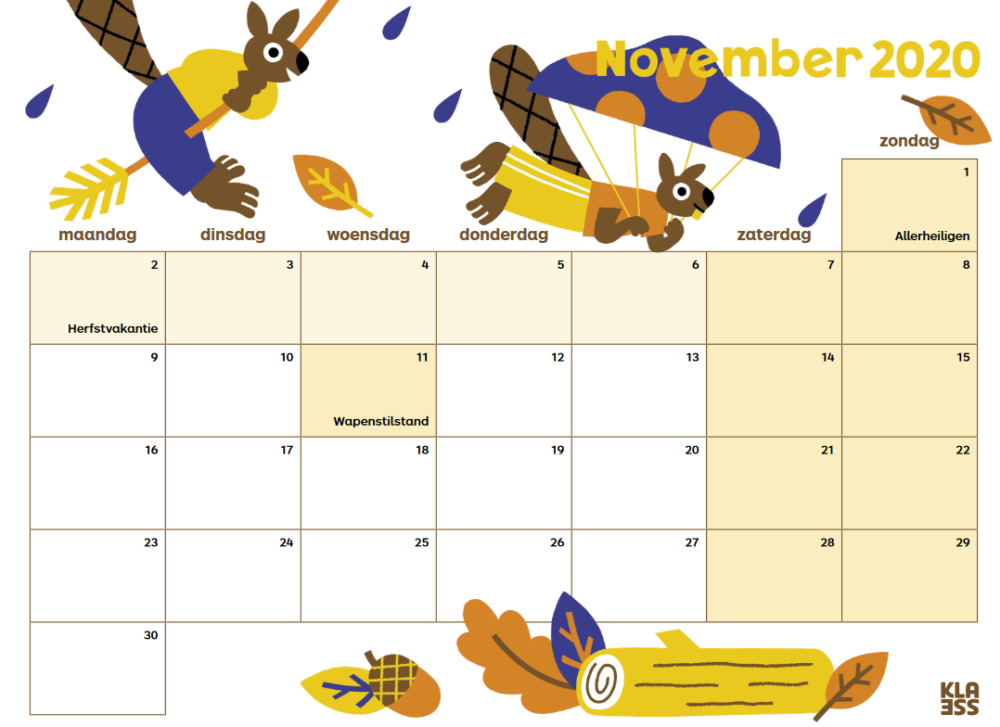 November 2020
zondag
maandag dinsdag woensdag donderdag zaterdag
1
Allerheiligen
2 3 4 5 6 7 8
Herfstvakantie
9 10 11 12 13 14 15
Wapenstilstand
16 17 18 19 20 21 22
23 24 25 26 27 28 29
30
KLA
ESS